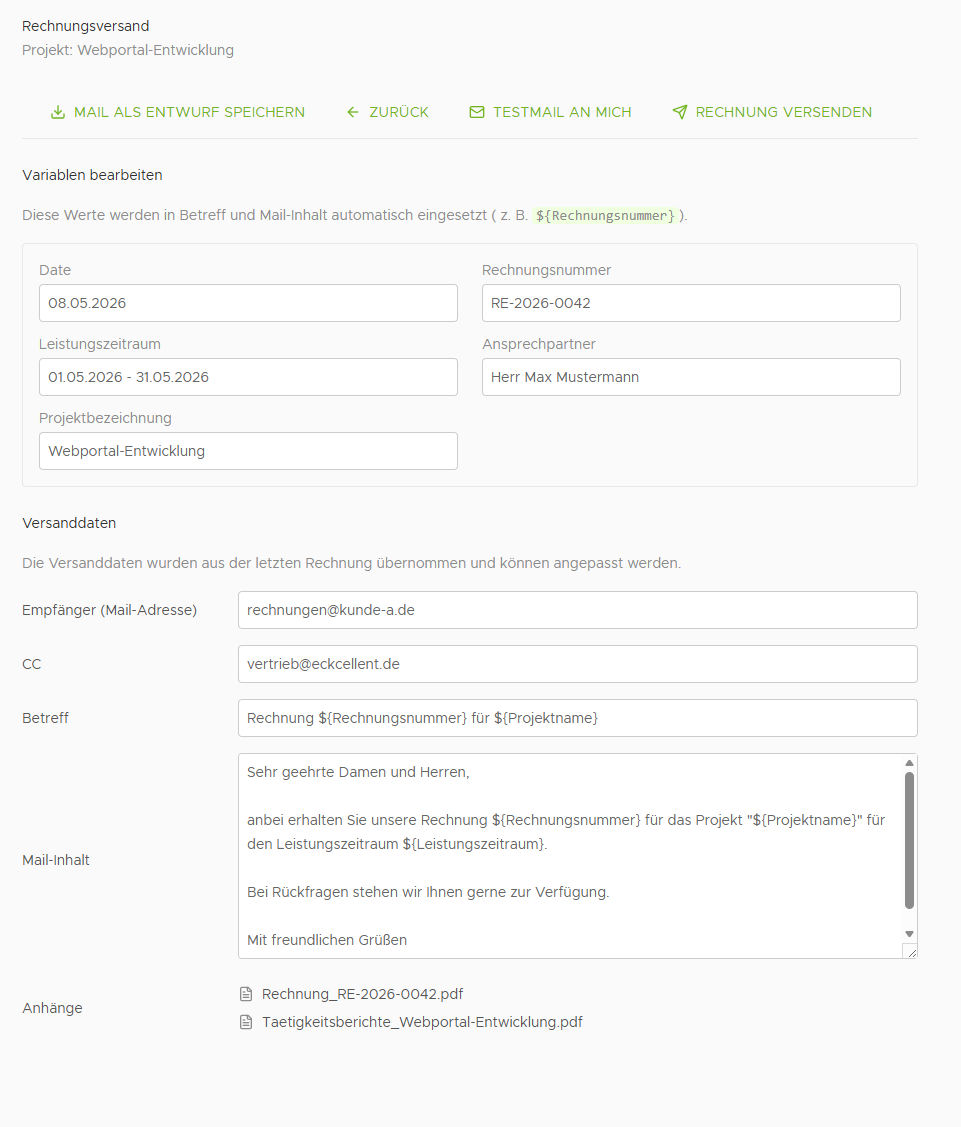 Rechnungsversand
Projekt: Webportal-Entwicklung
MAIL ALS ENTWURF SPEICHERN
ZURÜCK
TESTMAIL AN MICH
RECHNUNG VERSENDEN
Variablen bearbeiten
Diese Werte werden in Betreff und Mail-Inhalt automatisch eingesetzt ( z. B. ${Rechnungsnummer} ).
Date
Rechnungsnummer
08.05.2026
RE-2026-0042
Leistungszeitraum
Ansprechpartner
01.05.2026 - 31.05.2026
Herr Max Mustermann
Projektbezeichnung
Webportal-Entwicklung
Versanddaten
Die Versanddaten wurden aus der letzten Rechnung übernommen und können angepasst werden.
Empfänger (Mail-Adresse)
rechnungen@kunde-a.de
CC
vertrieb@eckcellent.de
Betreff
Rechnung ${Rechnungsnummer} für ${Projektname}
Mail-Inhalt
Sehr geehrte Damen und Herren,
anbei erhalten Sie unsere Rechnung ${Rechnungsnummer} für das Projekt "${Projektname}" für
den Leistungszeitraum ${Leistungszeitraum}.
Bei Rückfragen stehen wir Ihnen gerne zur Verfügung.
Mit freundlichen Grüßen
Anhänge
Rechnung_RE-2026-0042.pdf
Taetigkeitsberichte_Webportal-Entwicklung.pdf